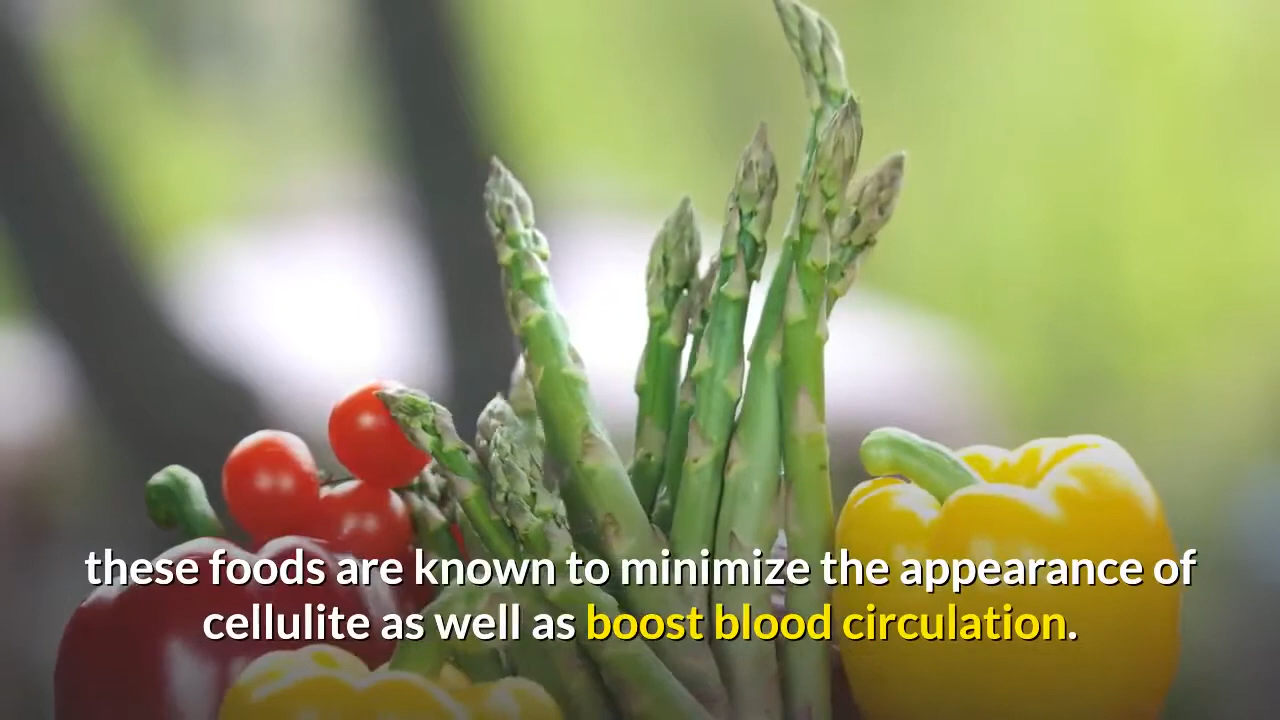 these foods are known to minimize the appearance of
cellulite as well as boost blood circulation.